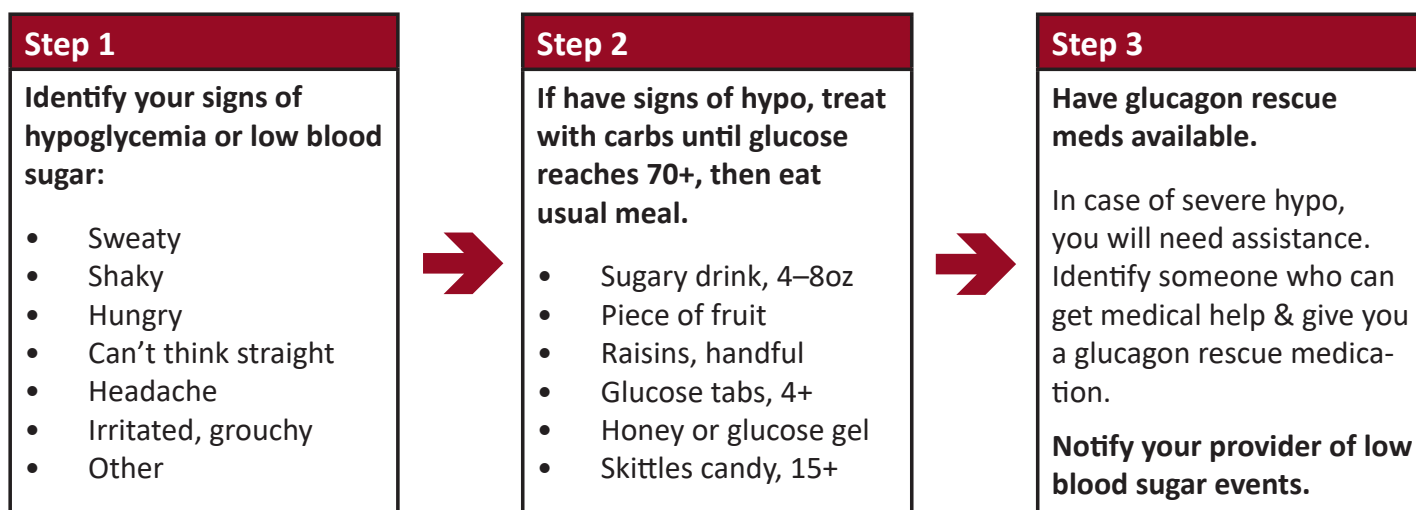 Step 1
Identify your signs of
hypoglycemia or low blood
sugar:
• Sweaty
• Shaky
• Hungry
• Can’t think straight
• Headache
• Irritated, grouchy
• Other
Step 2
If have signs of hypo, treat
with carbs until glucose
reaches 70+, then eat
usual meal.
• Sugary drink, 4–8oz
• Piece of fruit
• Raisins, handful
• Glucose tabs, 4+
• Honey or glucose gel
• Skittles candy, 15+
Step 3
Have glucagon rescue
meds available.
In case of severe hypo,
you will need assistance.
Identify someone who can
get medical help & give you
a glucagon rescue medica-
tion.
Notify your provider of low
blood sugar events.